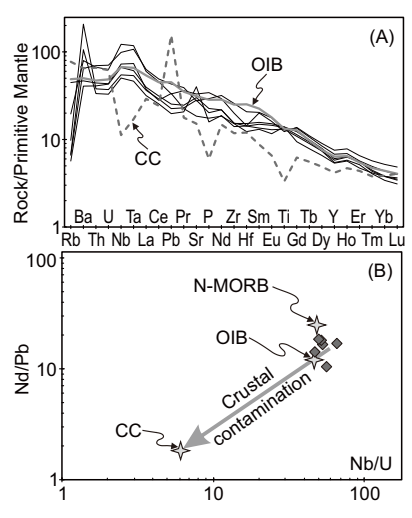 Rock/Primitive Mantle
100
10
1
(A)
OIB
CC
Ba U Ta Ce Pr P Zr Sm Ti Tb Y Er Yb
Rb Th Nb La Pb Sr Nd Hf Eu Gd Dy Ho Tm Lu
Nd/Pb
100
10
1
(B)
N-MORB
OIB
Crustal
contamination
CC
Nb/U
1 10 100